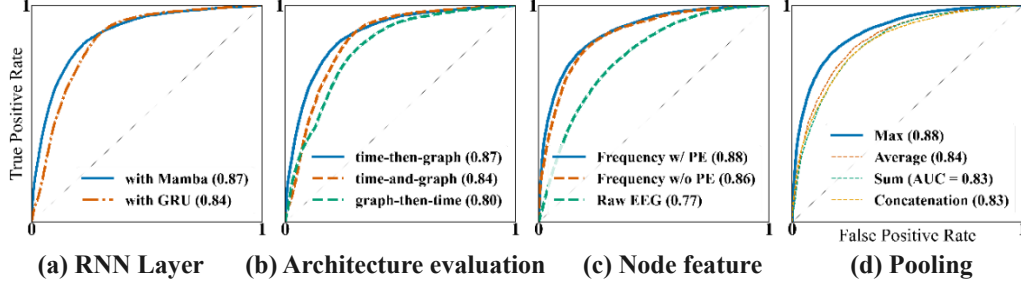 True Positive Rate
1
with Mamba (0.87)
with GRU (0.84)
0
1
(a) RNN Layer
1
time-then-graph (0.87)
time-and-graph (0.84)
graph-then-time (0.80)
0
1
(b) Architecture evaluation
1
Frequency w/ PE (0.88)
Frequency w/o PE (0.86)
Raw EEG (0.77)
0
1
(c) Node feature
1
Max (0.88)
Average (0.84)
Sum (AUC = 0.83)
Concatenation (0.83)
0
1
False Positive Rate
(d) Pooling